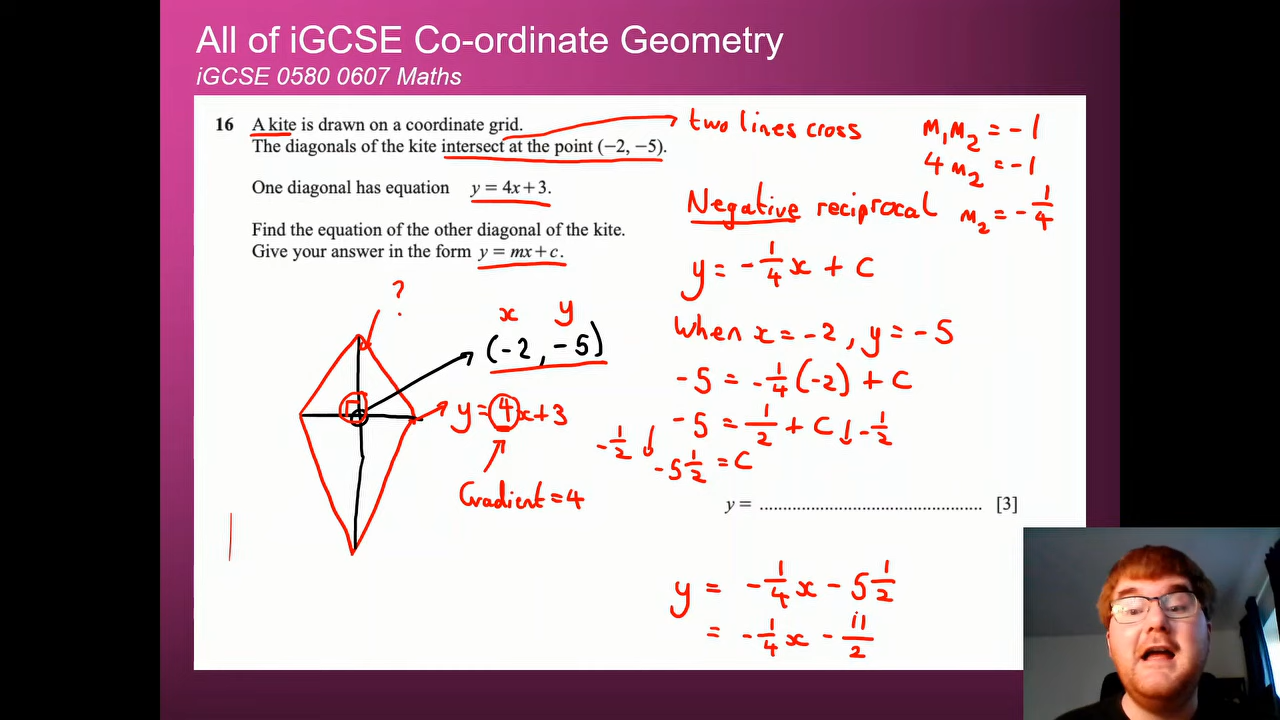 All of iGCSE Co-ordinate Geometry
iGCSE 0580 0607 Maths
16 A kite is drawn on a coordinate grid.
The diagonals of the kite intersect at the point (−2, −5).
One diagonal has equation y = 4x+3.
Find the equation of the other diagonal of the kite.
Give your answer in the form y = mx+c.
?
x y
(-2, -5)
y = 4x+3
Gradient = 4
two lines cross
m₁m₂ = -1
4 m₂ = -1
m₂ = -1/4
Negative reciprocal
y = -1/4x + c
When x = -2, y = -5
-5 = -1/4(-2) + c
-5 = 1/2 + c ↓ -1/2
-1/2 ↓
-5 1/2 = c
y = ................................................ [3]
y = -1/4x - 5 1/2
= -1/4x - 11/2